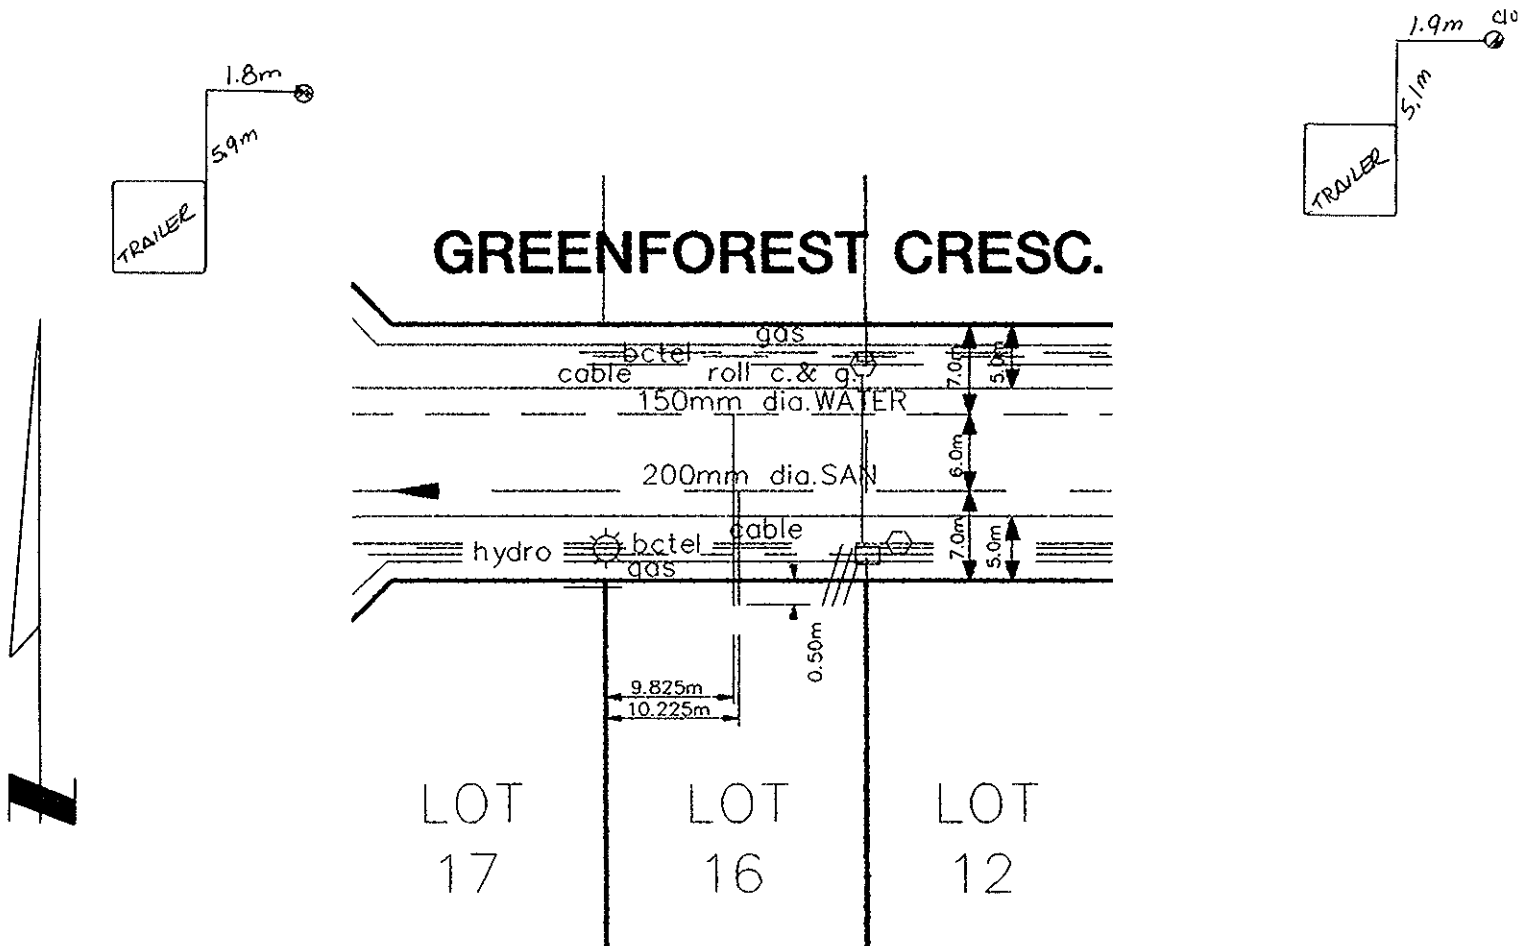 1.9m
1.8m
5.1m
5.9m
TRAILER
TRAILER
GREENFOREST CRESC.
gas
bctel
cable
roll c.& g.
7.0m
5.0m
150mm dia.WATER
6.0m
200mm dia.SAN
cable
7.0m
5.0m
hydro
bctel
gas
0.50m
9.825m
10.225m
LOT
17
LOT
16
LOT
12